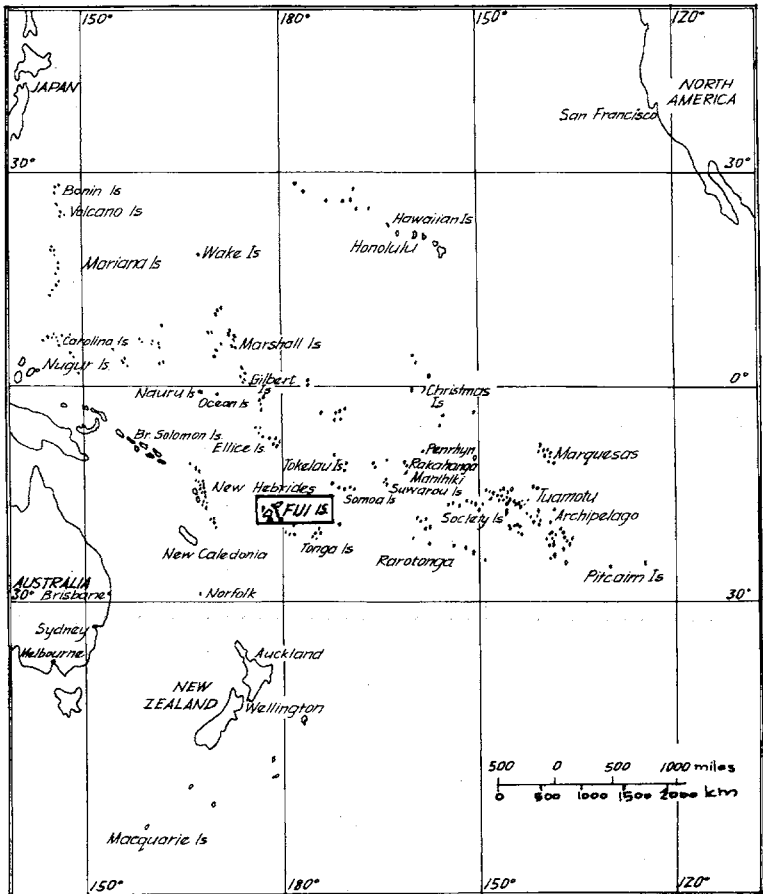 150° 180° 150° 120°
JAPAN
NORTH
AMERICA
San Francisco
30° 30°
Bonin Is
Volcano Is
Hawaiian Is
Honolulu
Wake Is
Mariana Is
Carolina Is
Marshall Is
Nugur Is
0° 0°
Gilbert
Is
Nauru Is
Ocean Is
Christmas
Is
Br. Solomon Is
Ellice Is
Penrhyn
Marquesas
Tokelau Is
Rakahanga
Manihiki
New Hebrides
Suwarou Is
Somoa Is
Tuamotu
Archipelago
FIJI IS
Society Is
New Caledonia
Tonga Is
Rarotonga
Pitcairn Is
AUSTRALIA
30° Brisbane
Norfolk
30°
Sydney
Melbourne
Auckland
NEW
ZEALAND
Wellington
500 0 500 1000 miles
0 500 1000 1500 2000 km
Macquarie Is
150° 180° 150° 120°